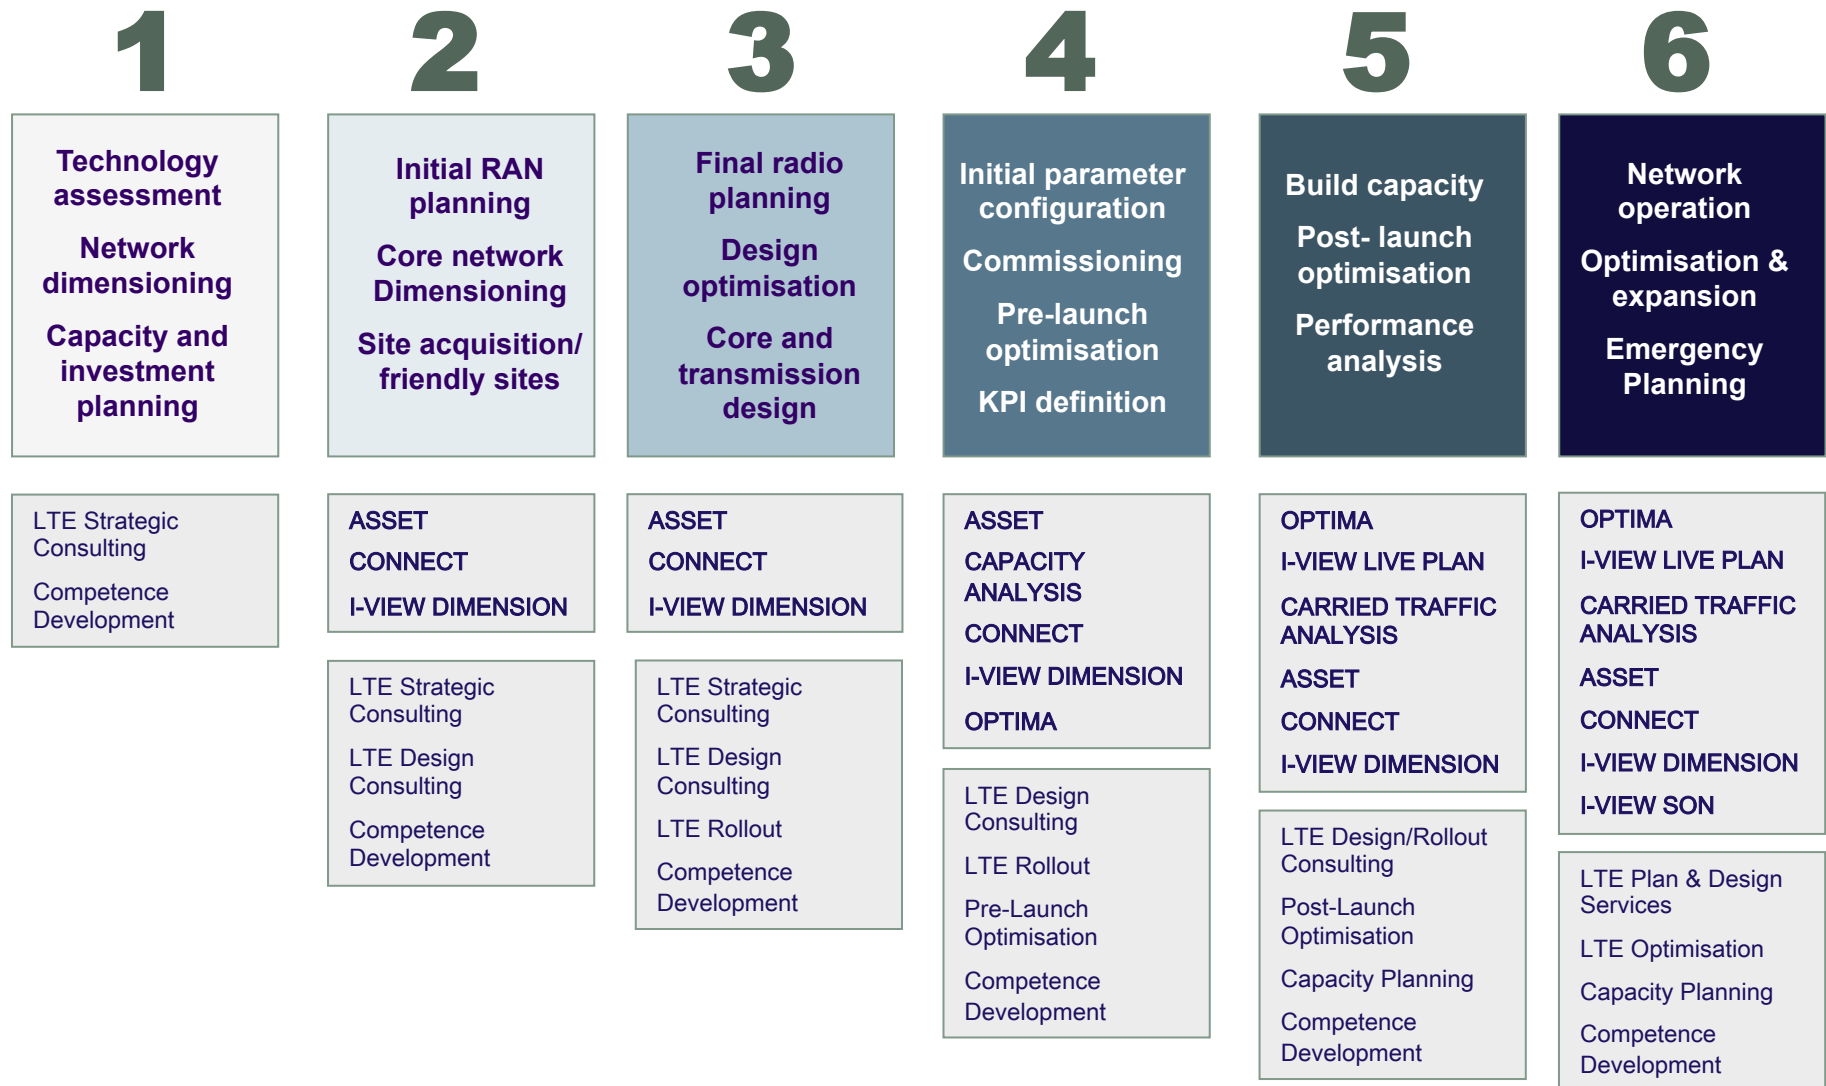 1
2
3
4
5
6
Technology
assessment
Network
dimensioning
Capacity and
investment
planning
Initial RAN
planning
Core network
Dimensioning
Site acquisition/
friendly sites
Final radio
planning
Design
optimisation
Core and
transmission
design
Initial parameter
configuration
Commissioning
Pre-launch
optimisation
KPI definition
Build capacity
Post- launch
optimisation
Performance
analysis
Network
operation
Optimisation &
expansion
Emergency
Planning
LTE Strategic
Consulting
Competence
Development
ASSET
CONNECT
I-VIEW DIMENSION
LTE Strategic
Consulting
LTE Design
Consulting
Competence
Development
ASSET
CONNECT
I-VIEW DIMENSION
LTE Strategic
Consulting
LTE Design
Consulting
LTE Rollout
Competence
Development
ASSET
CAPACITY
ANALYSIS
CONNECT
I-VIEW DIMENSION
OPTIMA
LTE Design
Consulting
LTE Rollout
Pre-Launch
Optimisation
Competence
Development
OPTIMA
I-VIEW LIVE PLAN
CARRIED TRAFFIC
ANALYSIS
ASSET
CONNECT
I-VIEW DIMENSION
LTE Design/Rollout
Consulting
Post-Launch
Optimisation
Capacity Planning
Competence
Development
OPTIMA
I-VIEW LIVE PLAN
CARRIED TRAFFIC
ANALYSIS
ASSET
CONNECT
I-VIEW DIMENSION
I-VIEW SON
LTE Plan & Design
Services
LTE Optimisation
Capacity Planning
Competence
Development